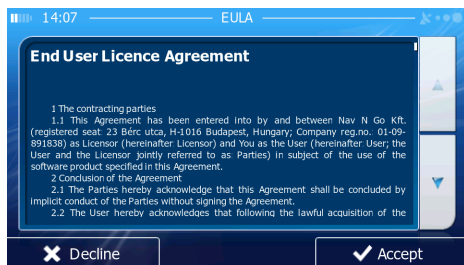 14:07 EULA
End User Licence Agreement
1 The contracting parties
1.1 This Agreement has been entered into by and between Nav N Go Kft.
(registered seat 23 Bérc utca, H-1016 Budapest, Hungary; Company reg.no. 01-09-
891838) as Licensor (hereinafter Licensor) and You as the User (hereinafter User; the
User and the Licensor jointly referred to as Parties) in subject of the use of the
software product specified in this Agreement.
2 Conclusion of the Agreement
2.1 The Parties hereby acknowledge that this Agreement shall be concluded by
implicit conduct of the Parties without signing the Agreement.
2.2 The User hereby acknowledges that following the lawful acquisition of the
Decline Accept